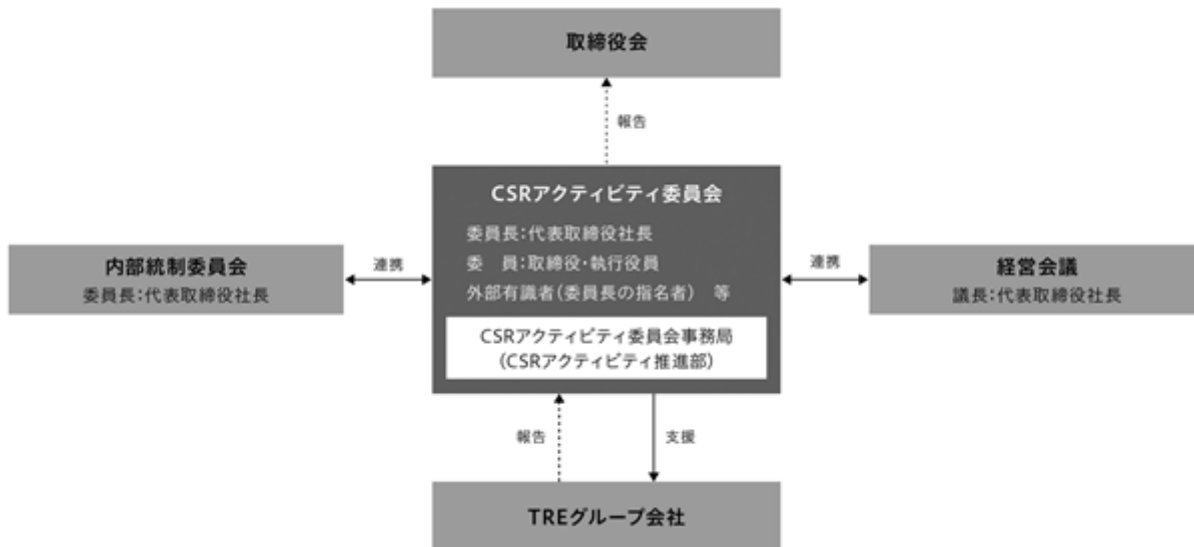 取締役会
報告
CSRアクティビティ委員会
委員長:代表取締役社長
委　員:取締役・執行役員
外部有識者(委員長の指名者)　等
CSRアクティビティ委員会事務局
(CSRアクティビティ推進部)
内部統制委員会
委員長:代表取締役社長
連携
連携
経営会議
議長:代表取締役社長
報告
支援
TREグループ会社